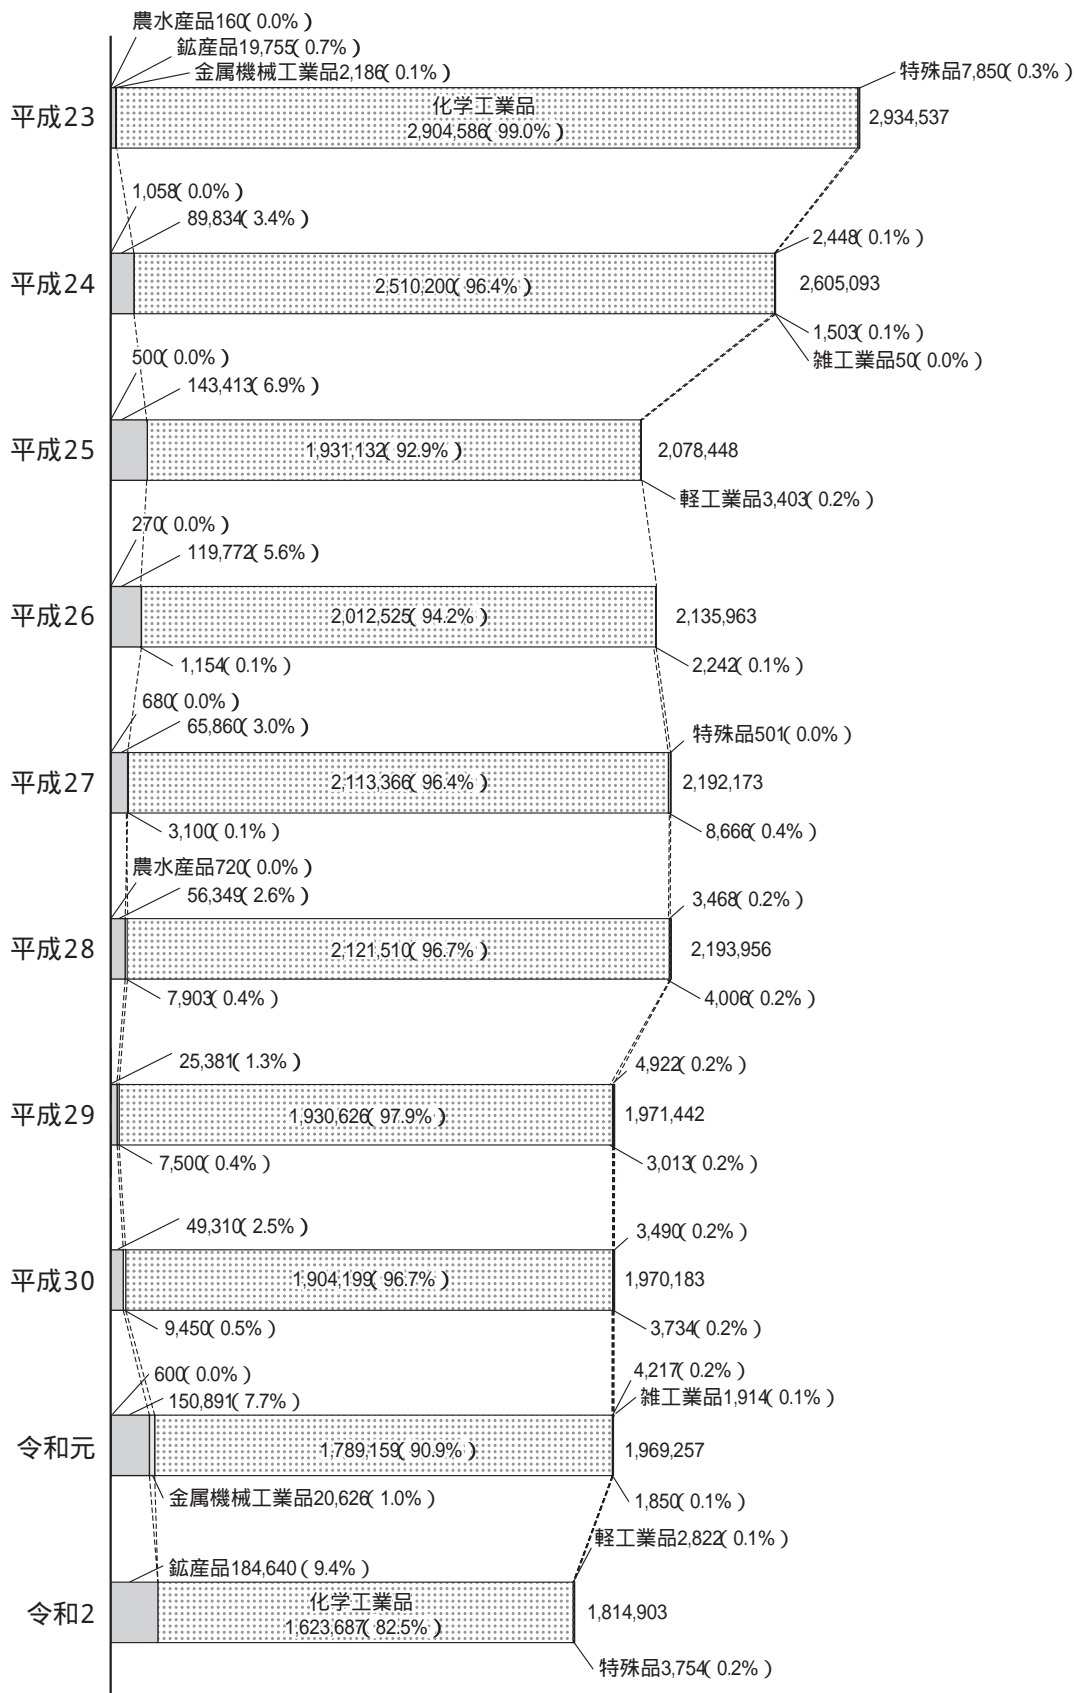 農水産品160( 0.0% )
鉱産品19,755( 0.7% )
金属機械工業品2,186( 0.1% )
特殊品7,850( 0.3% )
平成23
化学工業品
2,904,586( 99.0% )
2,934,537
1,058( 0.0% )
89,834( 3.4% )
2,448( 0.1% )
平成24
2,510,200( 96.4% )
2,605,093
1,503( 0.1% )
雑工業品50( 0.0% )
500( 0.0% )
143,413( 6.9% )
平成25
1,931,132( 92.9% )
2,078,448
軽工業品3,403( 0.2% )
270( 0.0% )
119,772( 5.6% )
平成26
2,012,525( 94.2% )
2,135,963
1,154( 0.1% )
2,242( 0.1% )
680( 0.0% )
65,860( 3.0% )
特殊品501( 0.0% )
平成27
2,113,366( 96.4% )
2,192,173
3,100( 0.1% )
8,666( 0.4% )
農水産品720( 0.0% )
56,349( 2.6% )
3,468( 0.2% )
平成28
2,121,510( 96.7% )
2,193,956
7,903( 0.4% )
4,006( 0.2% )
25,381( 1.3% )
4,922( 0.2% )
平成29
1,930,626( 97.9% )
1,971,442
7,500( 0.4% )
3,013( 0.2% )
49,310( 2.5% )
3,490( 0.2% )
平成30
1,904,199( 96.7% )
1,970,183
9,450( 0.5% )
3,734( 0.2% )
600( 0.0% )
150,891( 7.7% )
4,217( 0.2% )
雑工業品1,914( 0.1% )
令和元
1,789,159( 90.9% )
1,969,257
金属機械工業品20,626( 1.0% )
1,850( 0.1% )
軽工業品2,822( 0.1% )
鉱産品184,640( 9.4% )
令和2
化学工業品
1,623,687( 82.5% )
1,814,903
特殊品3,754( 0.2% )